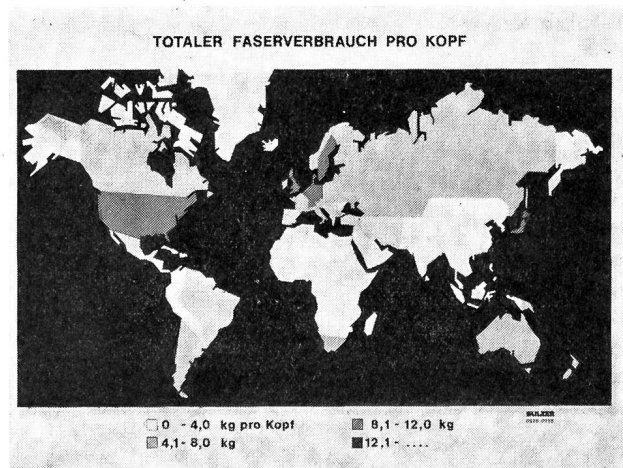 TOTALER FASERVERBRAUCH PRO KOPF
0 - 4,0 kg pro Kopf
4,1- 8,0 kg
8,1 - 12,0 kg
12,1- .....
SULZER